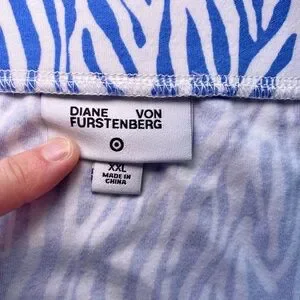 DIANE VON
FURSTENBERG
XXL
MADE IN
CHINA